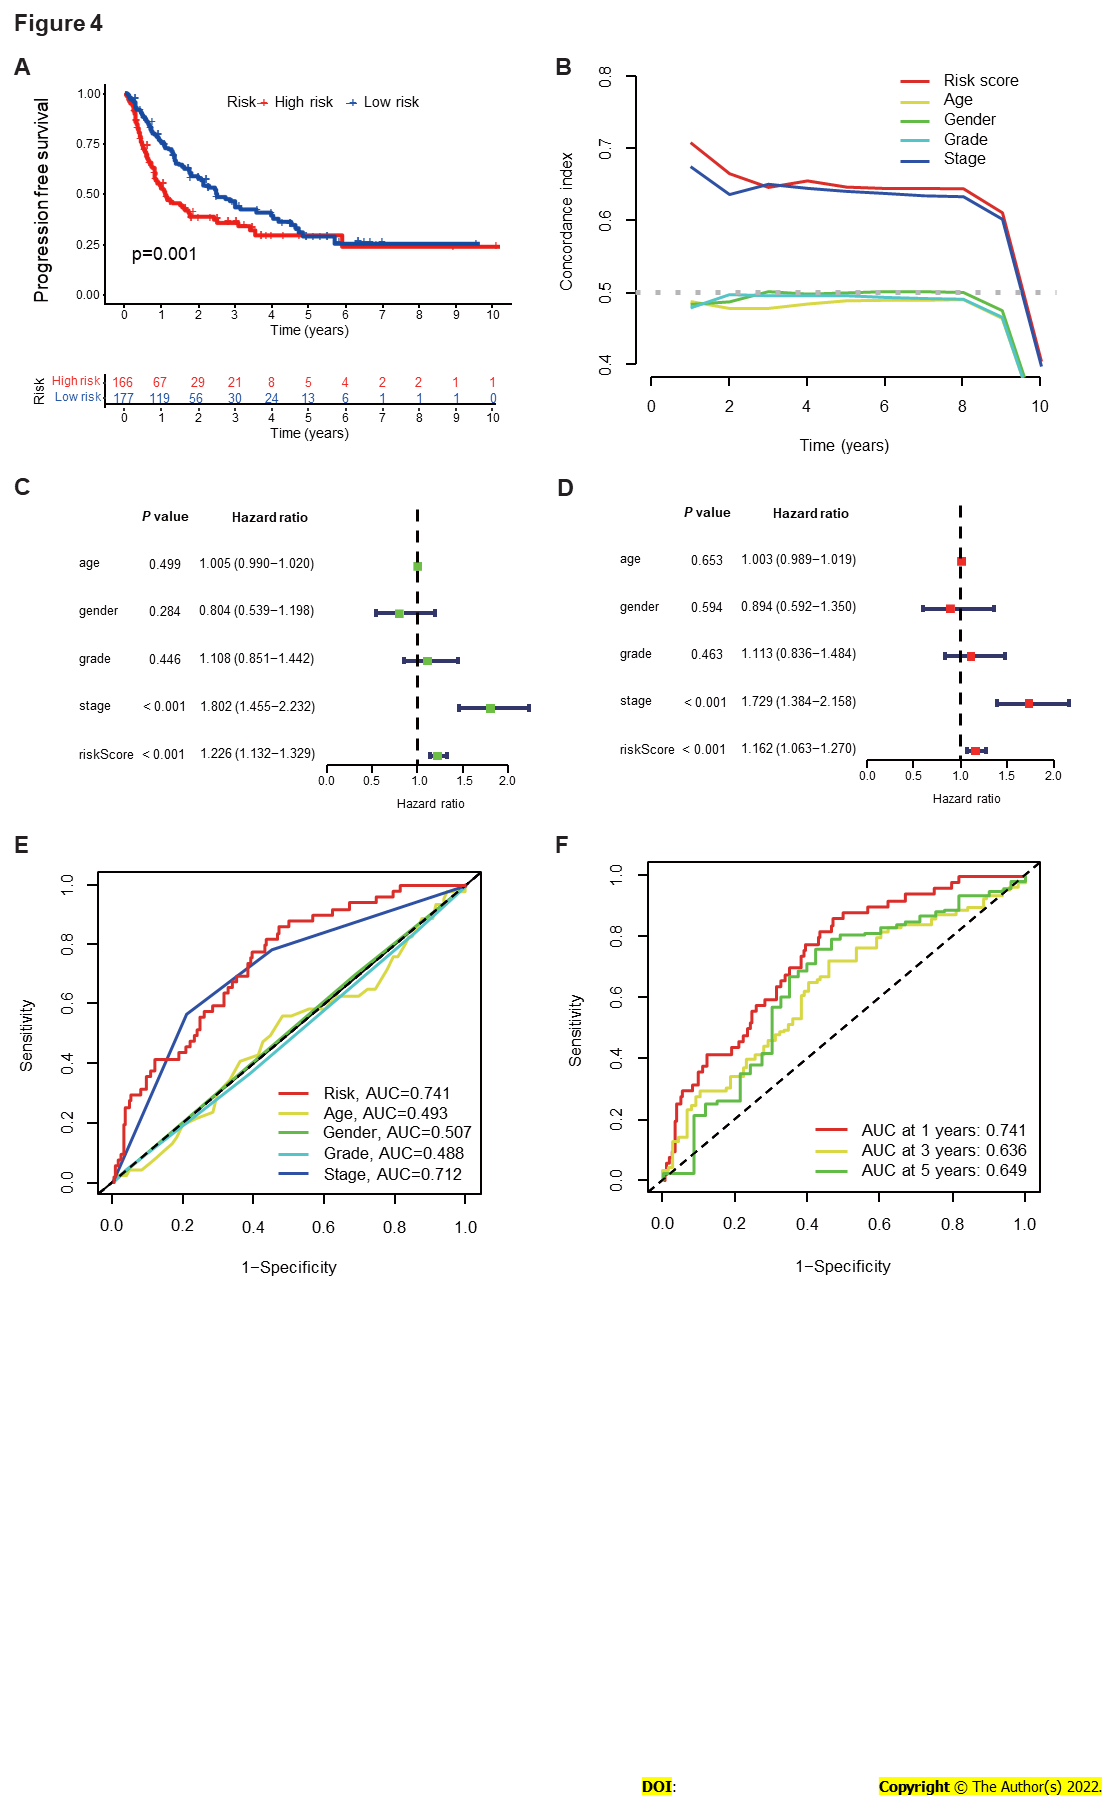 Figure 4
A
Progression free survival
1.00
0.75
0.50
0.25
0.00
Risk High risk Low risk
p=0.001
0 1 2 3 4 5 6 7 8 9 10
Time (years)
Risk
High risk 166 67 29 21 8 5 4 2 2 1 1
Low risk 177 119 56 30 24 13 6 1 1 1 0
0 1 2 3 4 5 6 7 8 9 10
Time (years)
B
Concordance index
0.8
0.7
0.6
0.5
0.4
Risk score
Age
Gender
Grade
Stage
0 2 4 6 8 10
Time (years)
C
P value Hazard ratio
age 0.499 1.005 (0.990−1.020)
gender 0.284 0.804 (0.539−1.198)
grade 0.446 1.108 (0.851−1.442)
stage < 0.001 1.802 (1.455−2.232)
riskScore < 0.001 1.226 (1.132−1.329)
0.0 0.5 1.0 1.5 2.0
Hazard ratio
D
P value Hazard ratio
age 0.653 1.003 (0.989−1.019)
gender 0.594 0.894 (0.592−1.350)
grade 0.463 1.113 (0.836−1.484)
stage < 0.001 1.729 (1.384−2.158)
riskScore < 0.001 1.162 (1.063−1.270)
0.0 0.5 1.0 1.5 2.0
Hazard ratio
E
Sensitivity
1.0
0.8
0.6
0.4
0.2
0.0
Risk, AUC=0.741
Age, AUC=0.493
Gender, AUC=0.507
Grade, AUC=0.488
Stage, AUC=0.712
0.0 0.2 0.4 0.6 0.8 1.0
1−Specificity
F
Sensitivity
1.0
0.8
0.6
0.4
0.2
0.0
AUC at 1 years: 0.741
AUC at 3 years: 0.636
AUC at 5 years: 0.649
0.0 0.2 0.4 0.6 0.8 1.0
1−Specificity
DOI: Copyright © The Author(s) 2022.